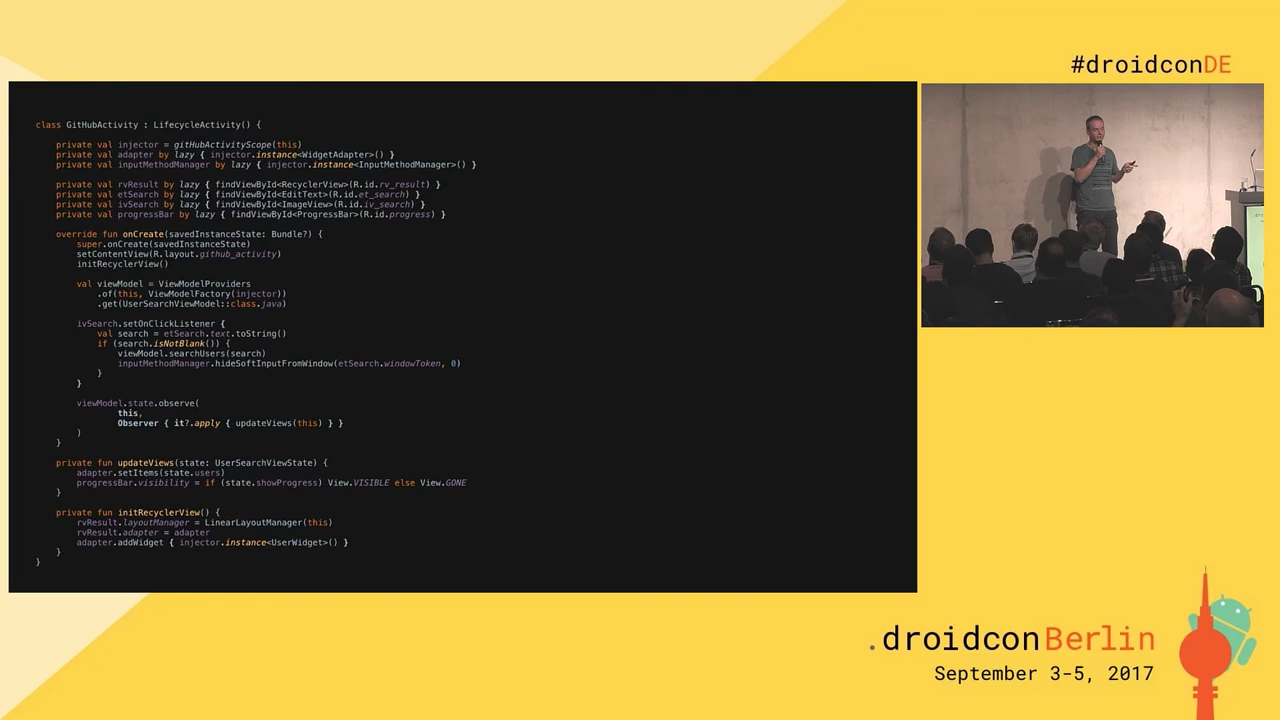 #droidconDE
class GitHubActivity : LifecycleActivity() {
private val injector = gitHubActivityScope(this)
private val adapter by lazy { injector.instance<WidgetAdapter>() }
private val inputMethodManager by lazy { injector.instance<InputMethodManager>() }
private val rvResult by lazy { findViewById<RecyclerView>(R.id.rv_result) }
private val etSearch by lazy { findViewById<EditText>(R.id.et_search) }
private val ivSearch by lazy { findViewById<ImageView>(R.id.iv_search) }
private val progressBar by lazy { findViewById<ProgressBar>(R.id.progress) }
override fun onCreate(savedInstanceState: Bundle?) {
super.onCreate(savedInstanceState)
setContentView(R.layout.github_activity)
initRecyclerView()
val viewModel = ViewModelProviders
.of(this, ViewModelFactory(injector))
.get(UserSearchViewModel::class.java)
ivSearch.setOnClickListener {
val search = etSearch.text.toString()
if (search.isNotBlank()) {
viewModel.searchUsers(search)
inputMethodManager.hideSoftInputFromWindow(etSearch.windowToken, 0)
}
}
viewModel.state.observe(
this,
Observer { it?.apply { updateViews(this) } }
)
}
private fun updateViews(state: UserSearchViewState) {
adapter.setItems(state.users)
progressBar.visibility = if (state.showProgress) View.VISIBLE else View.GONE
}
private fun initRecyclerView() {
rvResult.layoutManager = LinearLayoutManager(this)
rvResult.adapter = adapter
adapter.addWidget { injector.instance<UserWidget>() }
}
}
.droidcon Berlin
September 3-5, 2017